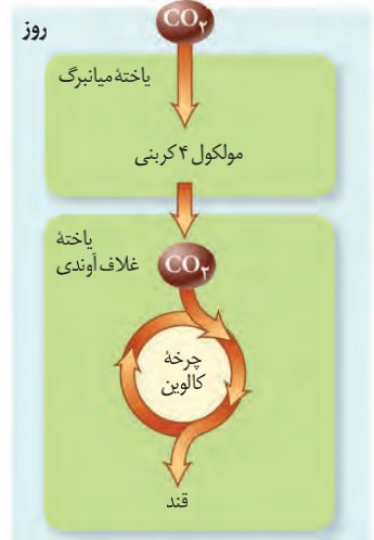 روز
CO۲
یاختهٔ میانبرگ
مولکول ۴ کربنی
یاختهٔ
غلاف آوندی
CO۲
چرخهٔ
کالوین
قند